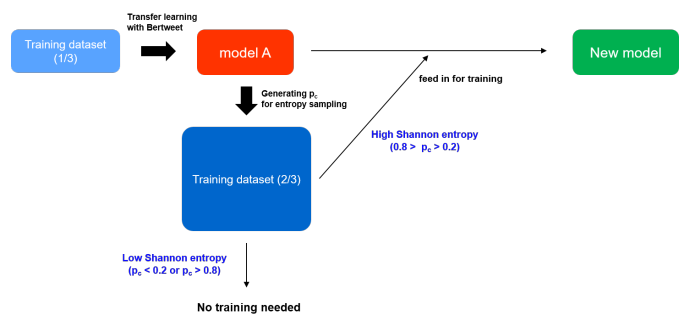 Transfer learning
with Bertweet
Training dataset
(1/3)
model A
New model
feed in for training
Generating pc
for entropy sampling
High Shannon entropy
(0.8 > pc > 0.2)
Training dataset (2/3)
Low Shannon entropy
(pc < 0.2 or pc > 0.8)
No training needed